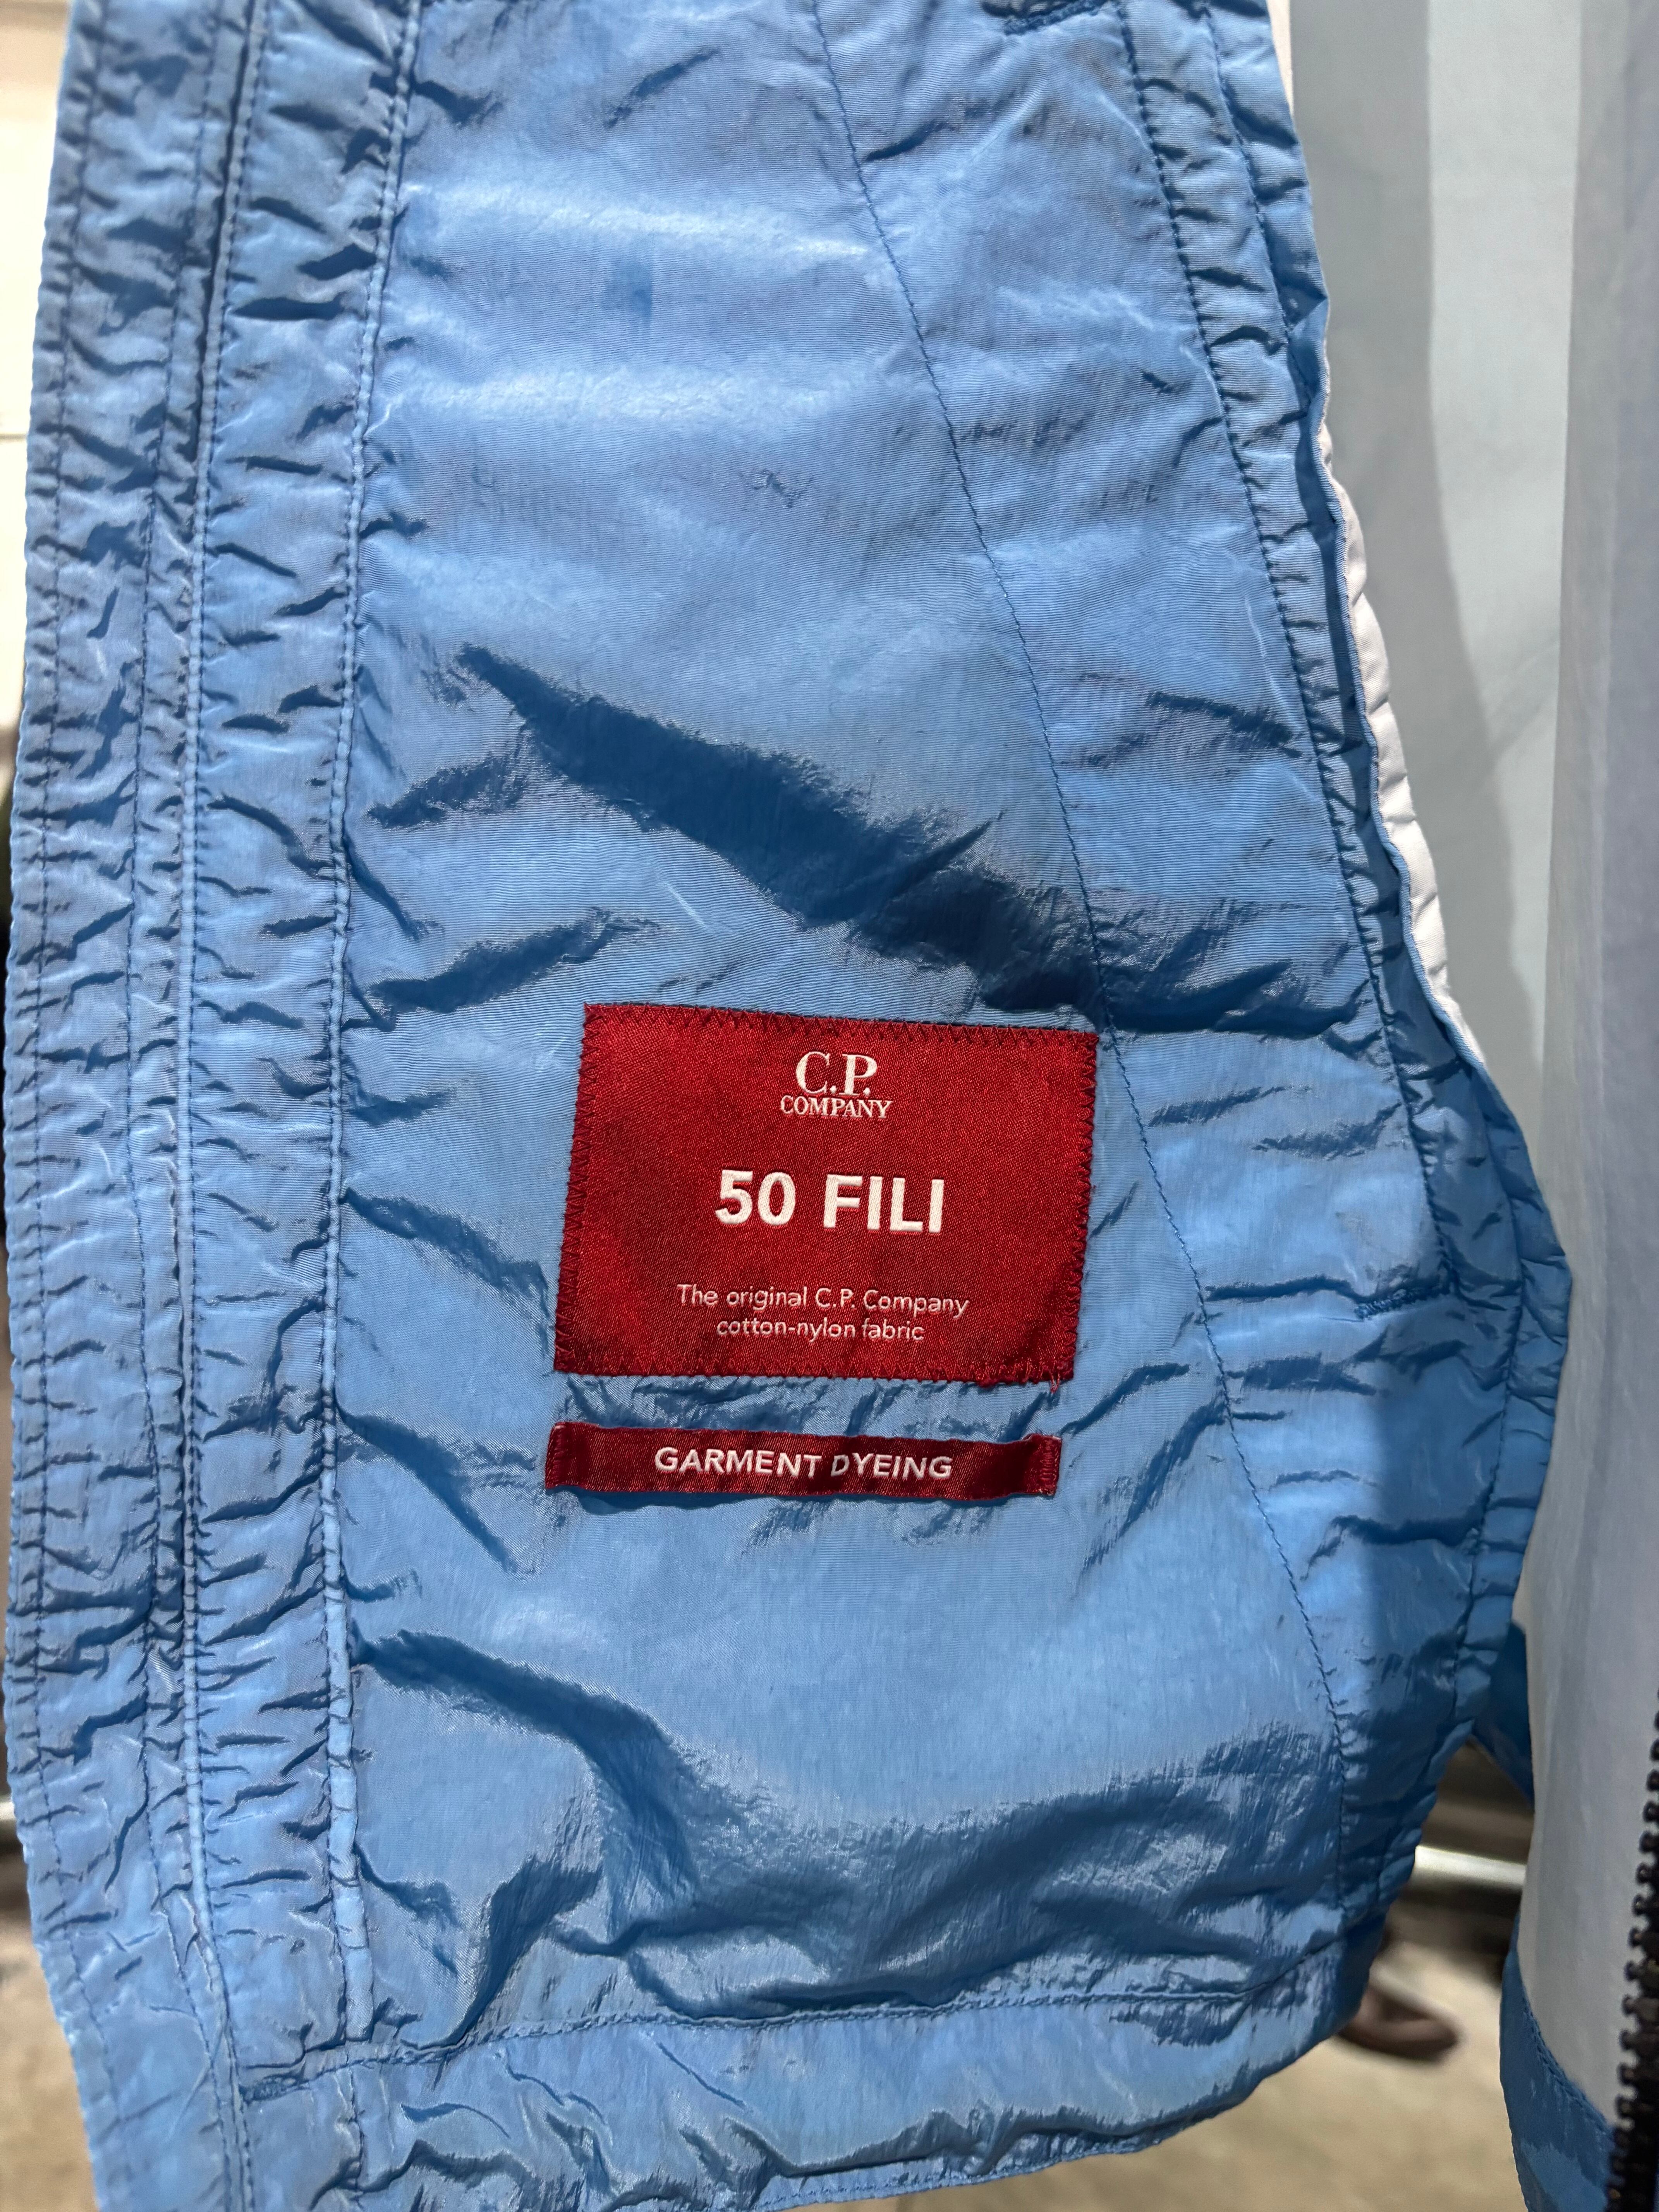 C.P.
COMPANY
50 FILI
The original C.P. Company
cotton-nylon fabric
GARMENT DYEING